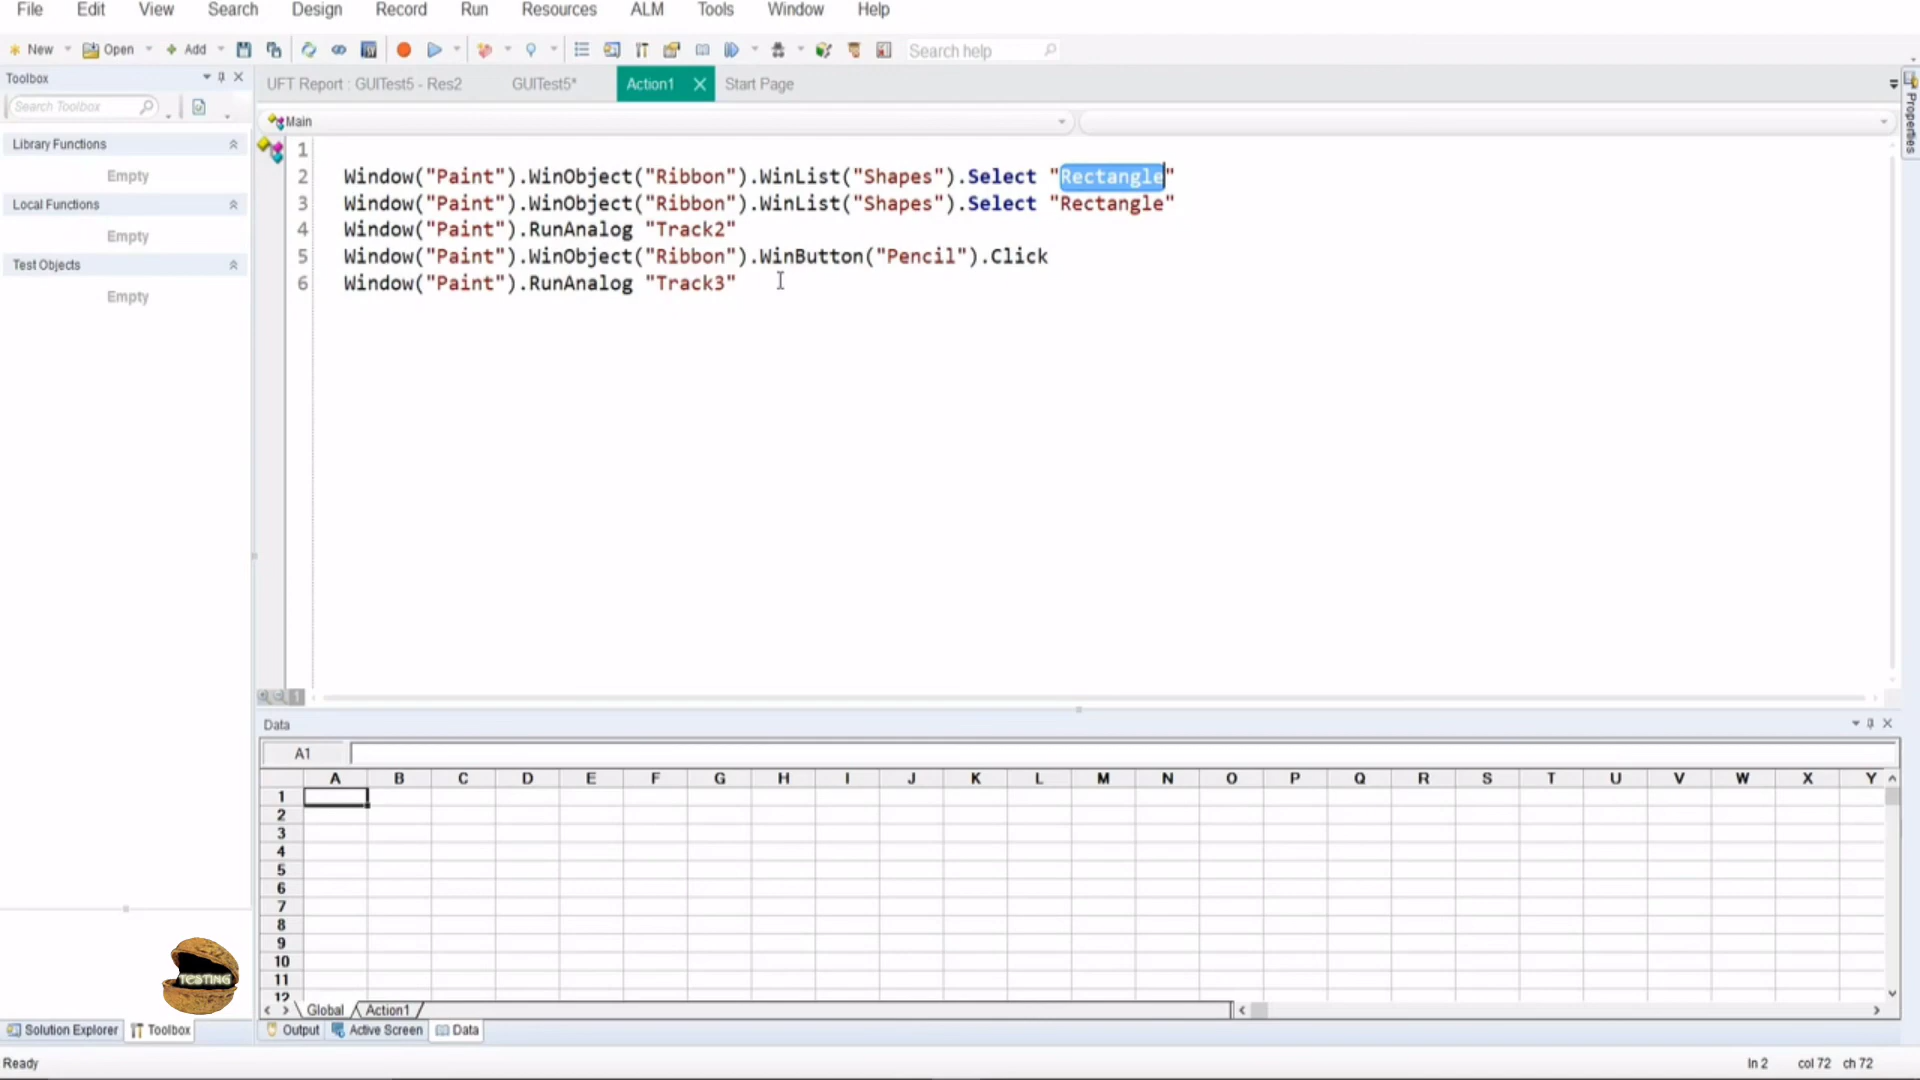 File Edit View Search Design Record Run Resources ALM Tools Window Help
New Open Add Search help
Toolbox
UFT Report : GUITest5 - Res2 GUITest5* Action1 Start Page
Properties
Search Toolbox
Main
Library Functions
Empty
Local Functions
Empty
Test Objects
Empty
1
2 Window("Paint").WinObject("Ribbon").WinList("Shapes").Select "Rectangle"
3 Window("Paint").WinObject("Ribbon").WinList("Shapes").Select "Rectangle"
4 Window("Paint").RunAnalog "Track2"
5 Window("Paint").WinObject("Ribbon").WinButton("Pencil").Click
6 Window("Paint").RunAnalog "Track3"
1
Data
A1
A B C D E F G H I J K L M N O P Q R S T U V W X Y
1
2
3
4
5
6
7
8
9
10
11
12
TESTING
Global Action1
Solution Explorer Toolbox Output Active Screen Data
Ready ln 2 col 72 ch 72